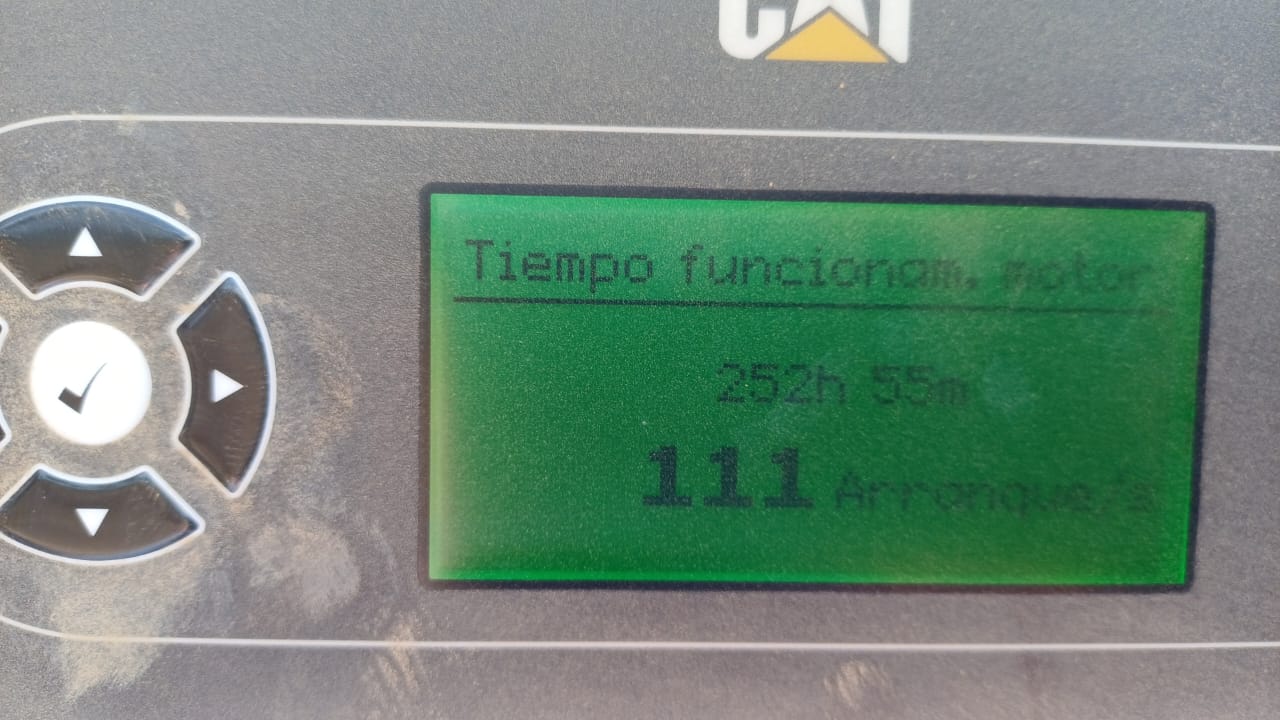 CAT
Tiempo funcionam. motor
252h 55m
111 Arranque/s